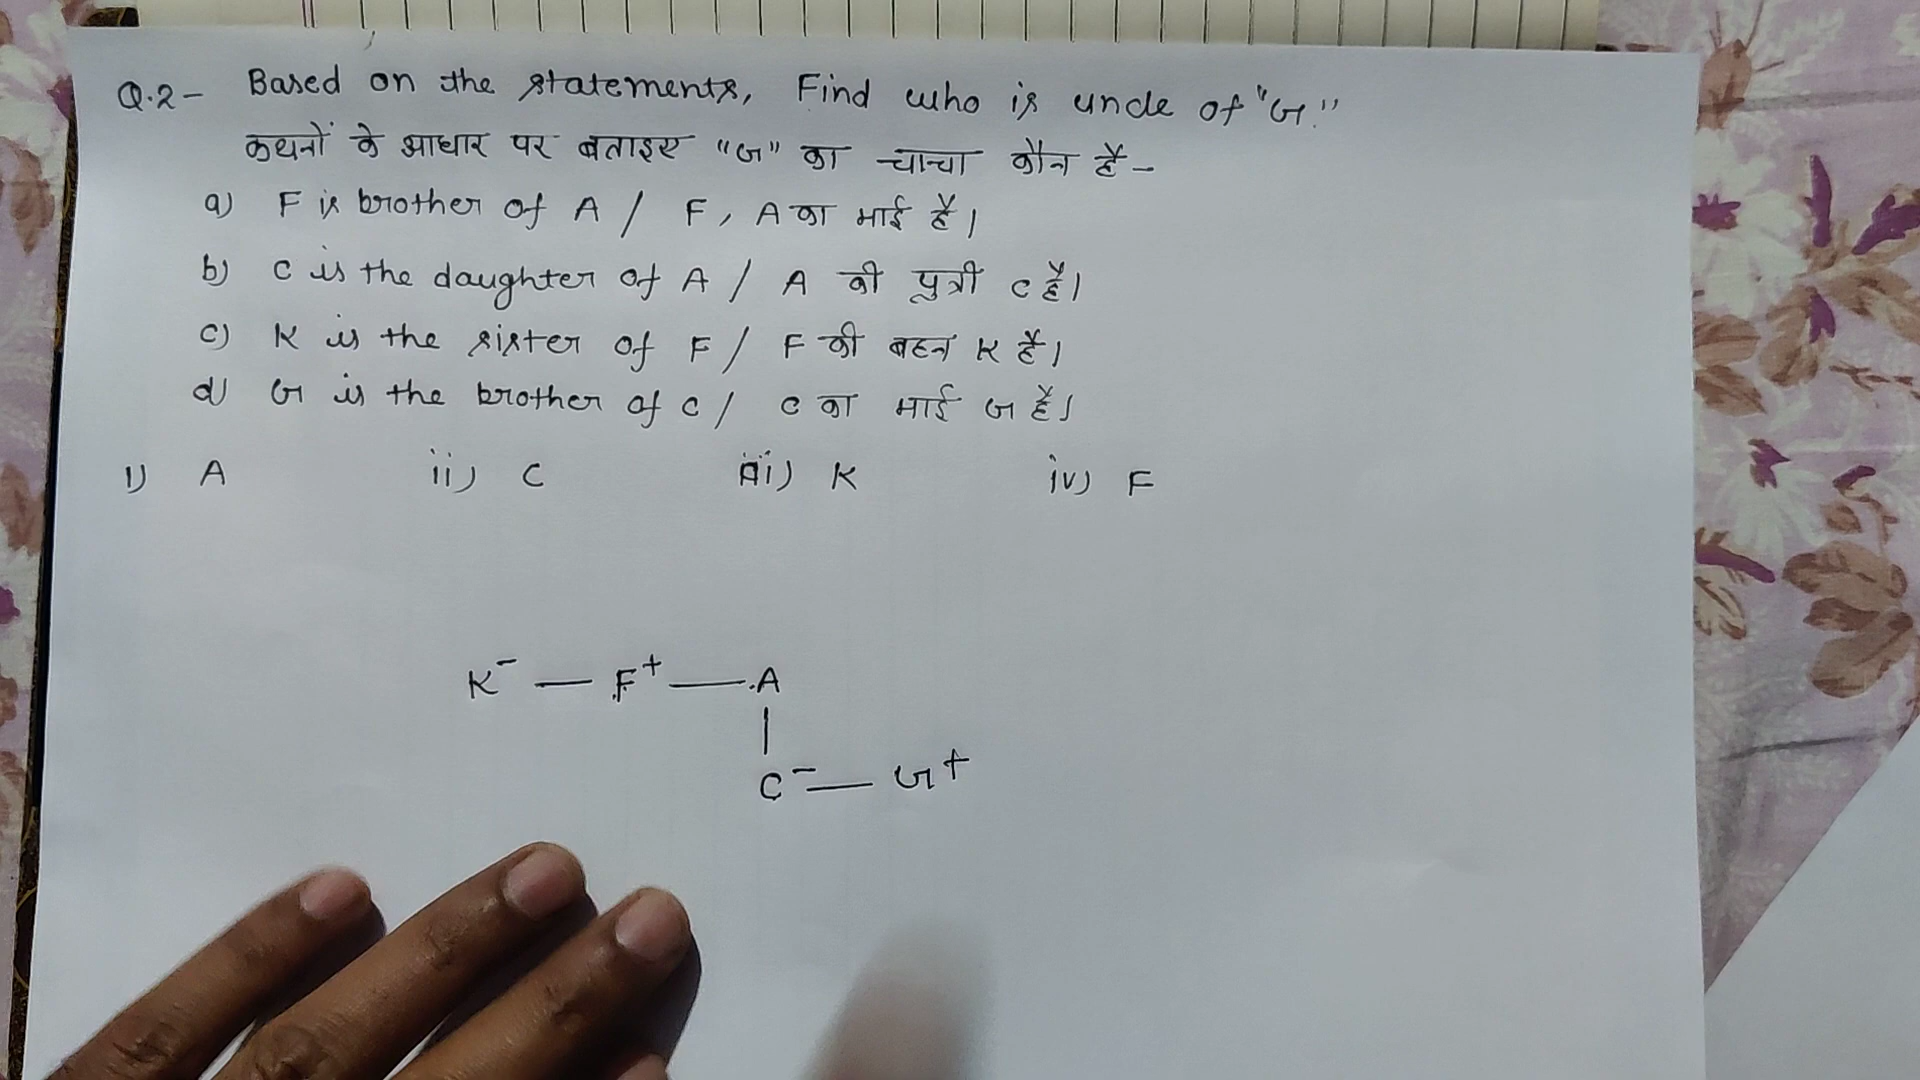 Q.2- Based on the statements, Find who is uncle of "G."
कथनों के आधार पर बताइए "G" का चाचा कौन है -
a) F is brother of A / F, A का भाई है।
b) C is the daughter of A / A की पुत्री C है।
c) K is the sister of F / F की बहन K है।
d) G is the brother of C / C का भाई G है।
i) A ii) C iii) K iv) F
K⁻ — F⁺ — A
|
C⁻ — G⁺